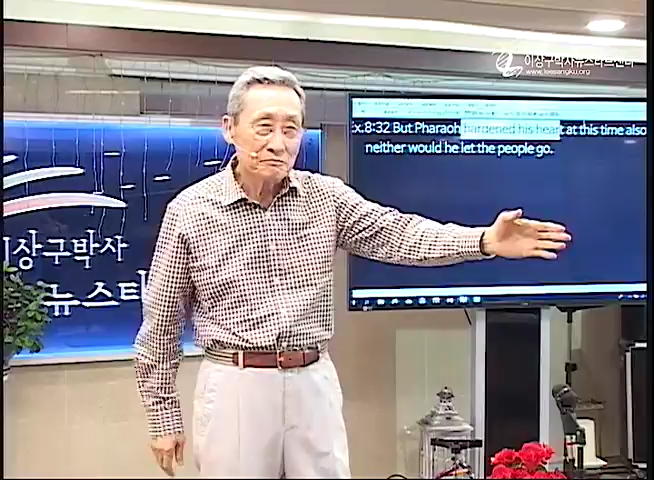 이상구박사뉴스타트센터
www.leesangku.org
Ex.8:32 But Pharaoh hardened his heart at this time also
neither would he let the people go.
이상구박사
뉴스타